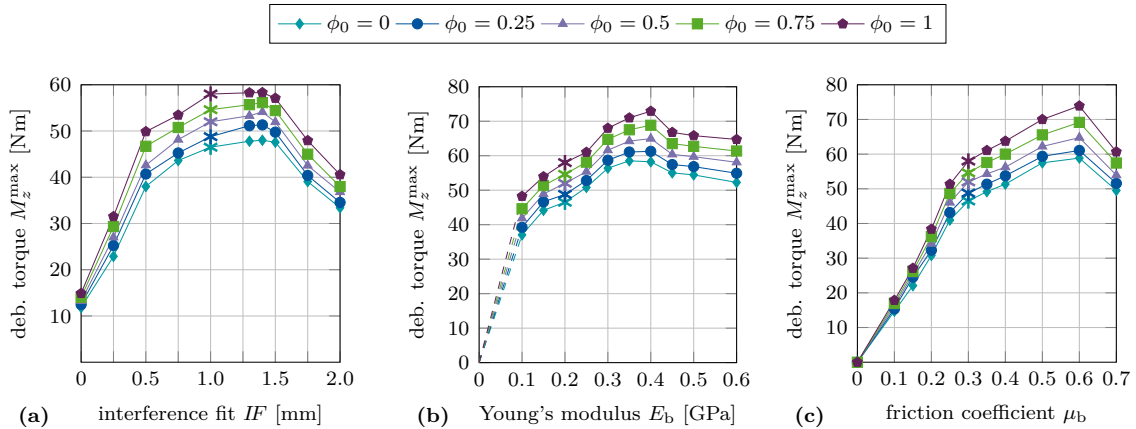 ϕ₀ = 0 ϕ₀ = 0.25 ϕ₀ = 0.5 ϕ₀ = 0.75 ϕ₀ = 1
deb. torque M_z^max [Nm]
60
50
40
30
20
10
0 0.5 1.0 1.5 2.0
(a) interference fit IF [mm]
deb. torque M_z^max [Nm]
80
70
60
50
40
30
20
10
0
0 0.1 0.2 0.3 0.4 0.5 0.6
(b) Young's modulus E_b [GPa]
deb. torque M_z^max [Nm]
80
70
60
50
40
30
20
10
0
0 0.1 0.2 0.3 0.4 0.5 0.6 0.7
(c) friction coefficient μ_b